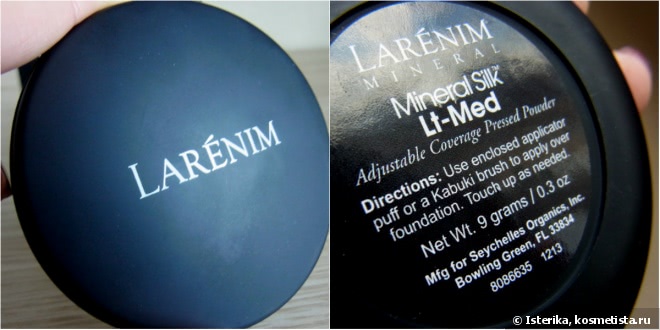 LARÉNIM
LARÉNIM
MINERAL
Mineral Silk™
Lt-Med
Adjustable Coverage Pressed Powder
Directions: Use enclosed applicator
puff or a Kabuki brush to apply over
foundation. Touch up as needed.
Net Wt. 9 grams / 0.3 oz
Mfg for Seychelles Organics, Inc.
Bowling Green, FL 33834
8086635 1213
© Isterika, kosmetista.ru